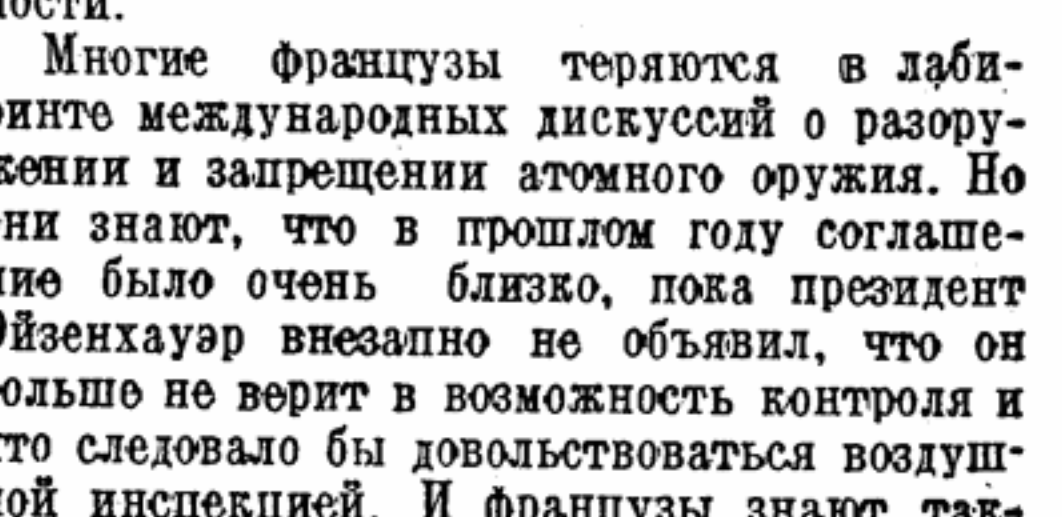 ности.
Многие французы теряются в лаби-
ринте международных дискуссий о разору-
жении и запрещении атомного оружия. Но
они знают, что в прошлом году соглаше-
ние было очень близко, пока президент
Эйзенхауэр внезапно не объявил, что он
больше не верит в возможность контроля и
что следовало бы довольствоваться воздуш-
ной инспекцией. И французы знают так-